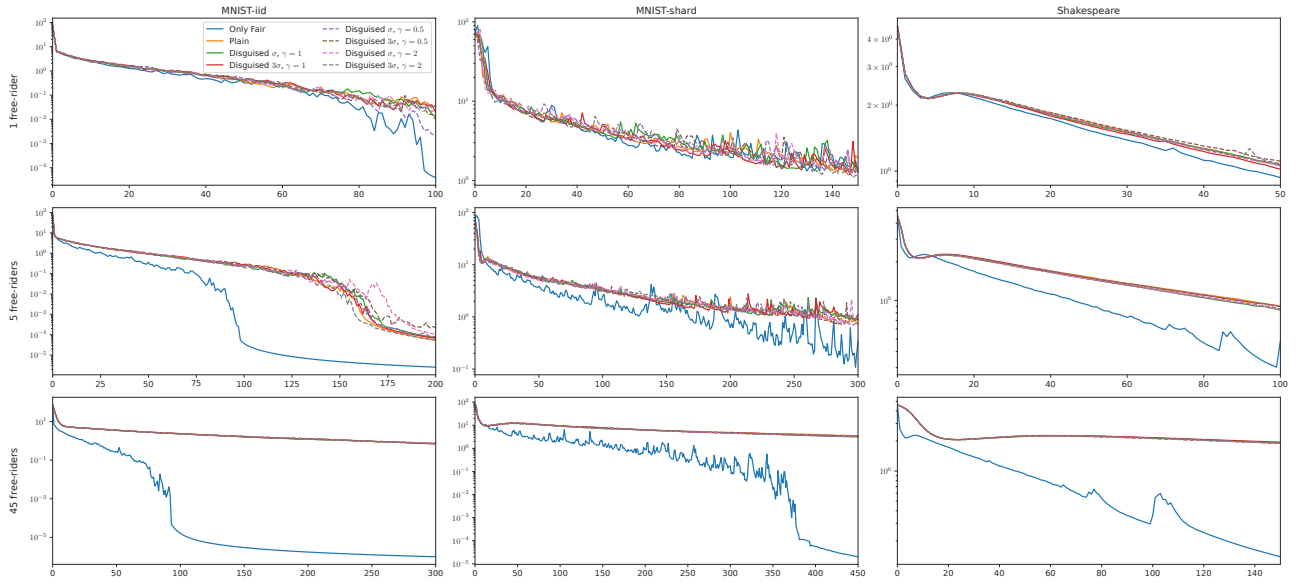 MNIST-iid
MNIST-shard
Shakespeare
1 free-rider
10²
10¹
10⁰
10⁻¹
10⁻²
10⁻³
10⁻⁴
Only Fair
Plain
Disguised σ, γ = 1
Disguised 3σ, γ = 1
Disguised σ, γ = 0.5
Disguised 3σ, γ = 0.5
Disguised σ, γ = 2
Disguised 3σ, γ = 2
0 20 40 60 80 100
10²
10¹
10⁰
0 20 40 60 80 100 120 140
4 × 10⁰
3 × 10⁰
2 × 10⁰
10⁰
0 10 20 30 40 50
5 free-riders
10²
10¹
10⁰
10⁻¹
10⁻²
10⁻³
10⁻⁴
10⁻⁵
0 25 50 75 100 125 150 175 200
10²
10¹
10⁰
10⁻¹
0 50 100 150 200 250 300
10⁰
0 20 40 60 80 100
45 free-riders
10¹
10⁻¹
10⁻³
10⁻⁵
0 50 100 150 200 250 300
10²
10¹
10⁰
10⁻¹
10⁻²
10⁻³
10⁻⁴
10⁻⁵
0 50 100 150 200 250 300 350 400 450
10⁰
0 20 40 60 80 100 120 140